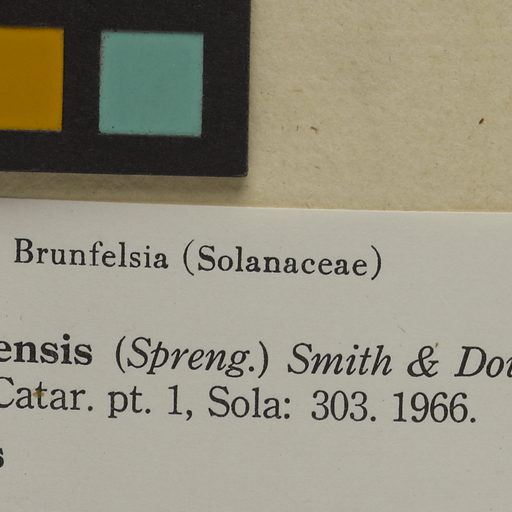 Brunfelsia (Solanaceae)
ensis (Spreng.) Smith & Do
Catar. pt. 1, Sola: 303. 1966.
s